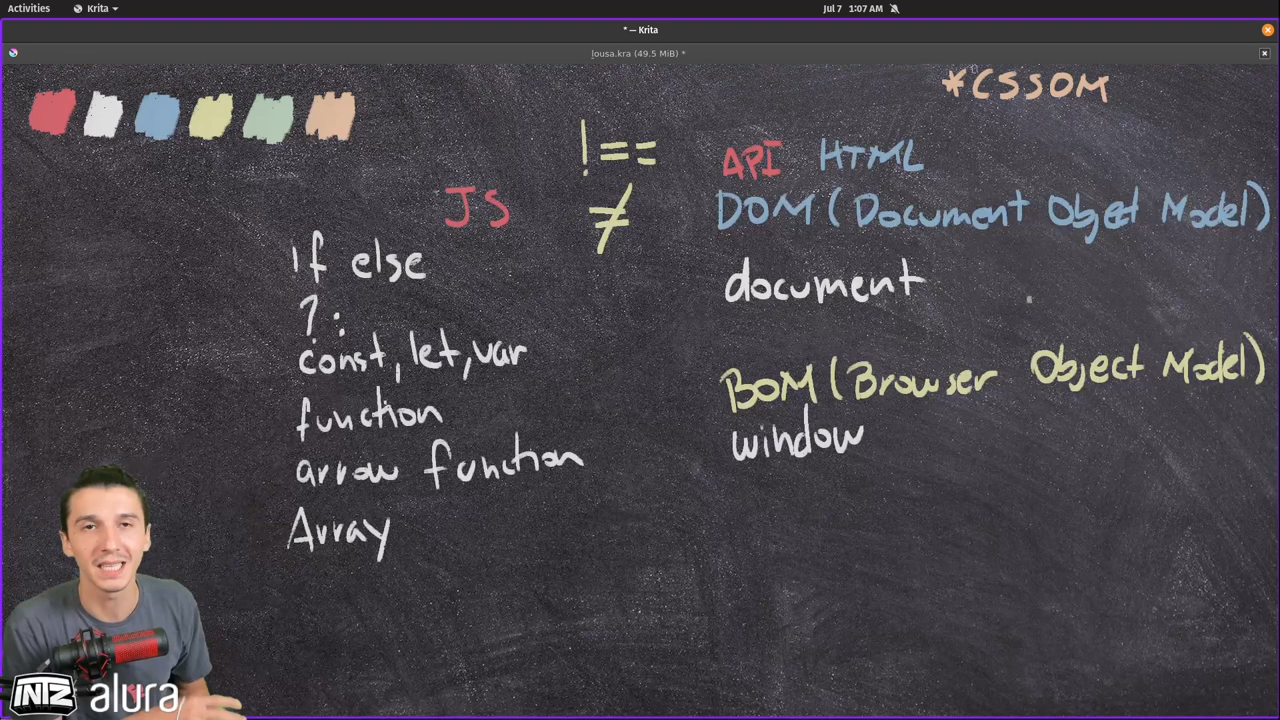 Activities Krita Jul 7 1:07 AM
* — Krita
lousa.kra (49.5 MiB) *
*CSSOM
!==
API HTML
≠
DOM (Document Object Model)
JS
If else
document
? :
const, let, var
BOM (Browser Object Model)
function
window
arrow function
Array
INTZ alura